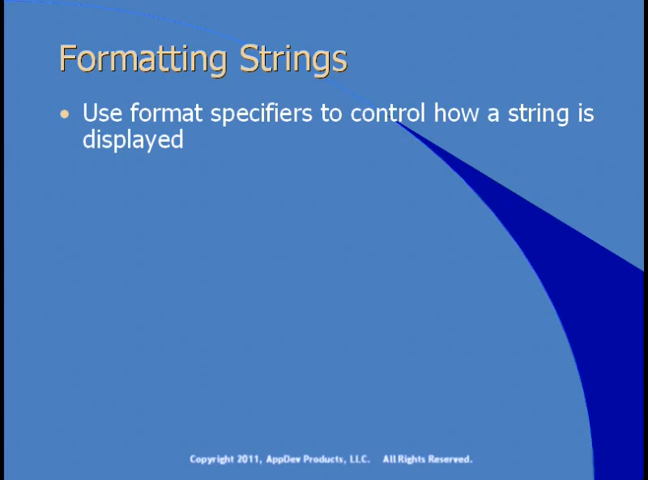 Formatting Strings
• Use format specifiers to control how a string is
displayed
Copyright 2011, AppDev Products, LLC. All Rights Reserved.